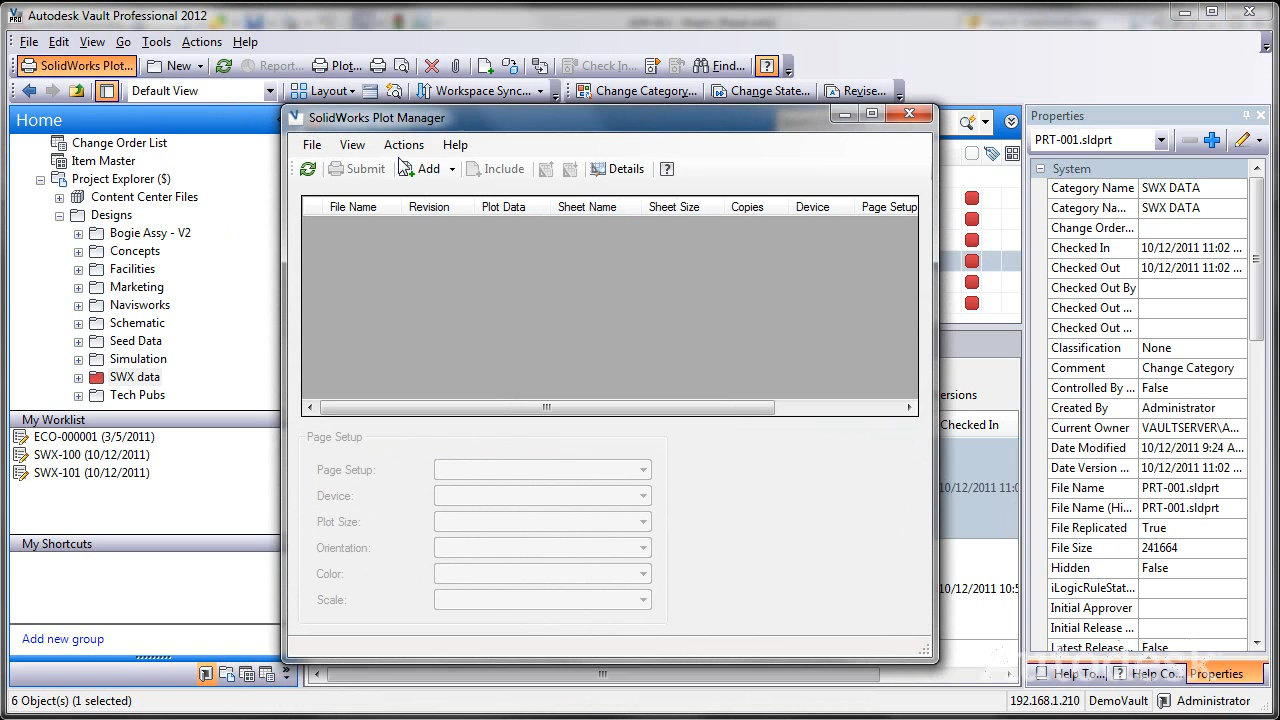 Autodesk Vault Professional 2012
File Edit View Go Tools Actions Help
SolidWorks Plot... New Report... Plot... Check In... Find...
Default View Layout Workspace Sync... Change Category... Change State... Revise...
Home
Change Order List
Item Master
Project Explorer ($)
Content Center Files
Designs
Bogie Assy - V2
Concepts
Facilities
Marketing
Navisworks
Schematic
Seed Data
Simulation
SWX data
Tech Pubs
My Worklist
ECO-000001 (3/5/2011)
SWX-100 (10/12/2011)
SWX-101 (10/12/2011)
My Shortcuts
Add new group
SolidWorks Plot Manager
File View Actions Help
Submit Add Include Details
File Name Revision Plot Data Sheet Name Sheet Size Copies Device Page Setup
Page Setup
Page Setup:
Device:
Plot Size:
Orientation:
Color:
Scale:
ersions
Checked In
10/12/2011 11:0
10/12/2011 10:5
Properties
PRT-001.sldprt
System
Category Name SWX DATA
Category Na... SWX DATA
Change Order...
Checked In 10/12/2011 11:02 ...
Checked Out 10/12/2011 11:02 ...
Checked Out By
Checked Out ...
Checked Out ...
Classification None
Comment Change Category
Controlled By ... False
Created By Administrator
Current Owner VAULTSERVER\A...
Date Modified 10/12/2011 9:24 A...
Date Version ... 10/12/2011 11:02 ...
File Name PRT-001.sldprt
File Name (Hi... PRT-001.sldprt
File Replicated True
File Size 241664
Hidden False
iLogicRuleStat...
Initial Approver
Initial Release ...
Latest Release... False
Help To... Help Co... Properties
6 Object(s) (1 selected)
192.168.1.210 DemoVault Administrator